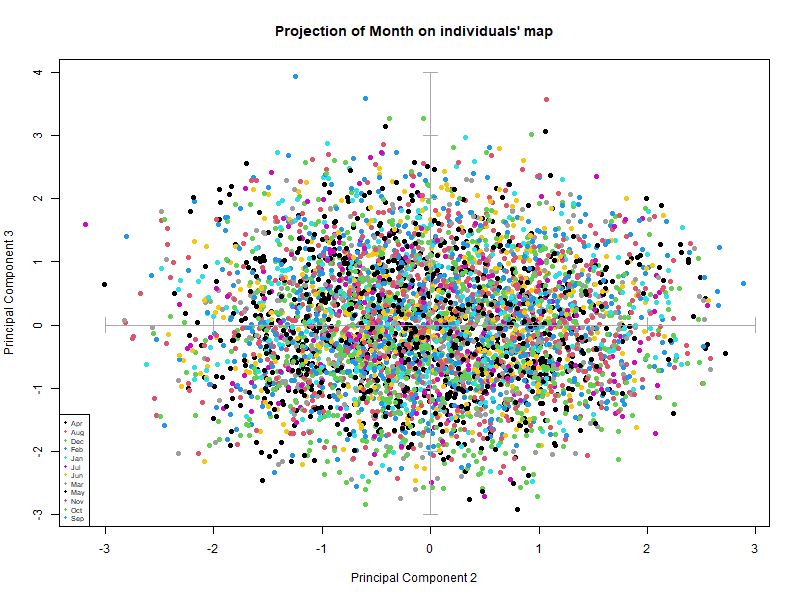 Projection of Month on individuals' map
Principal Component 3
4
3
2
1
0
-1
-2
-3
Apr
Aug
Dec
Feb
Jan
Jul
Jun
Mar
May
Nov
Oct
Sep
-3
-2
-1
0
1
2
3
Principal Component 2